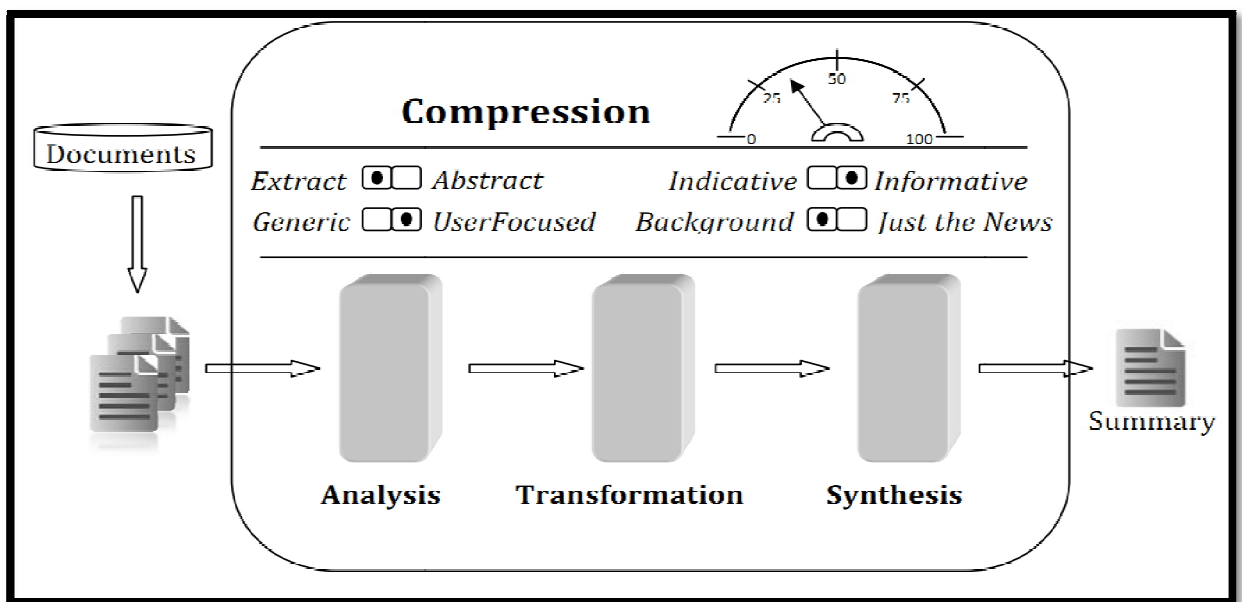 50
25 75
Compression
0 100
Documents
Extract Abstract Indicative Informative
Generic UserFocused Background Just the News
Summary
Analysis Transformation Synthesis